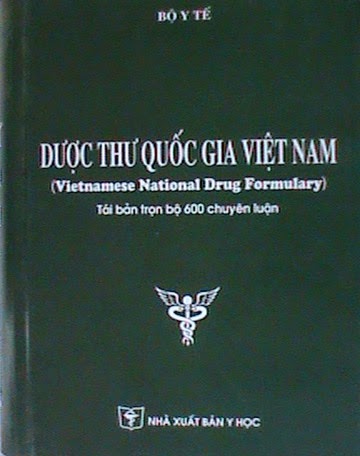 BỘ Y TẾ
DƯỢC THƯ QUỐC GIA VIỆT NAM
(Vietnamese National Drug Formulary)
Tái bản trọn bộ 600 chuyên luận
NHÀ XUẤT BẢN Y HỌC